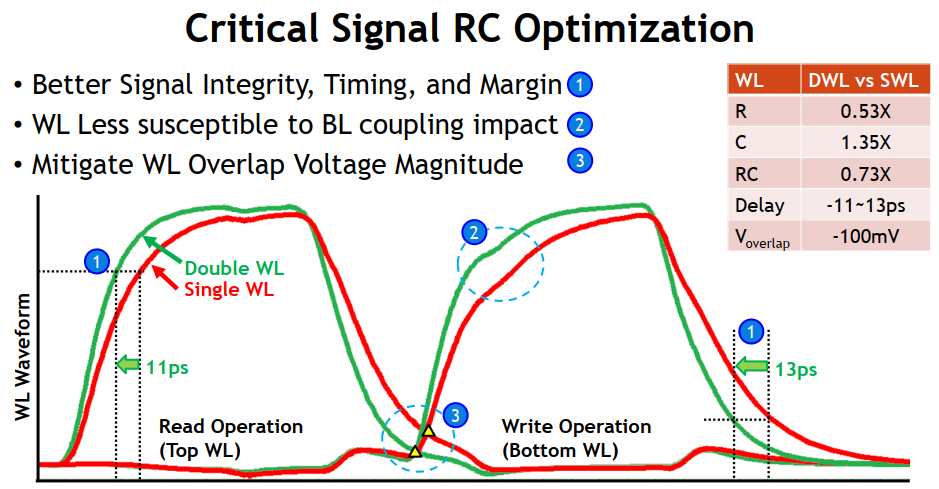 Critical Signal RC Optimization
• Better Signal Integrity, Timing, and Margin 1
• WL Less susceptible to BL coupling impact 2
• Mitigate WL Overlap Voltage Magnitude 3
WL DWL vs SWL
R 0.53X
C 1.35X
RC 0.73X
Delay -11~13ps
Voverlap -100mV
WL Waveform
1
Double WL
Single WL
11ps
Read Operation
(Top WL)
2
3
Write Operation
(Bottom WL)
1
13ps